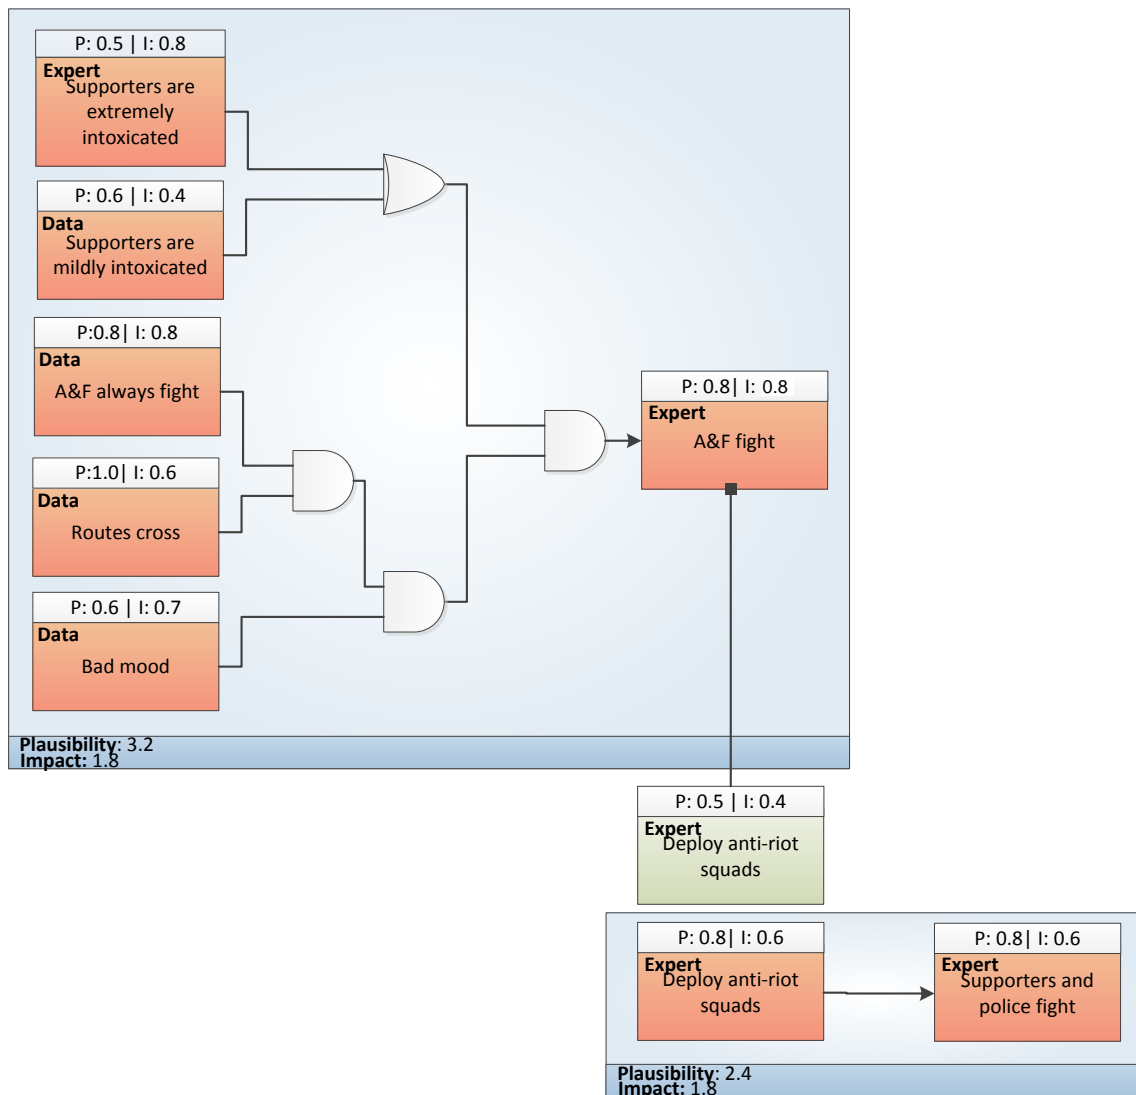 P: 0.5 | I: 0.8
Expert
Supporters are
extremely
intoxicated
P: 0.6 | I: 0.4
Data
Supporters are
mildly intoxicated
P:0.8| I: 0.8
Data
A&F always fight
P:1.0| I: 0.6
Data
Routes cross
P: 0.6 | I: 0.7
Data
Bad mood
P: 0.8| I: 0.8
Expert
A&F fight
Plausibility: 3.2
Impact: 1.8
P: 0.5 | I: 0.4
Expert
Deploy anti-riot
squads
P: 0.8| I: 0.6
Expert
Deploy anti-riot
squads
P: 0.8| I: 0.6
Expert
Supporters and
police fight
Plausibility: 2.4
Impact: 1.8